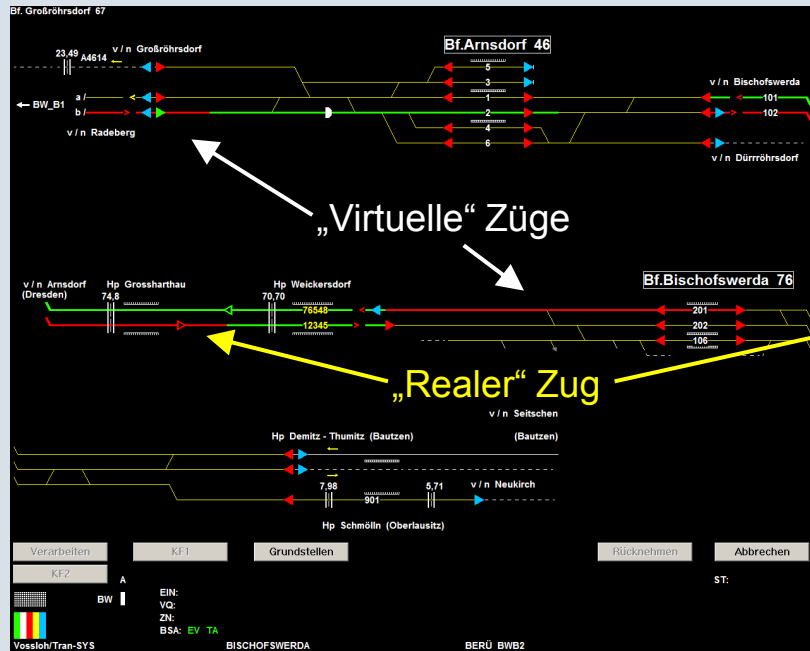 Bf. Großröhrsdorf 67
v / n Großröhrsdorf
23,49
A4614
Bf.Arnsdorf 46
5
3
v / n Bischofswerda
a /
1
101
BW_B1
b /
2
102
v / n Radeberg
4
6
v / n Dürrröhrsdorf
„Virtuelle“ Züge
v / n Arnsdorf
(Dresden)
Hp Grossharthau
Hp Weickersdorf
Bf.Bischofswerda 76
74,8
70,70
76548
201
12345
202
106
„Realer“ Zug
v / n Seitschen
Hp Demitz - Thumitz (Bautzen)
(Bautzen)
7,98
5,71
v / n Neukirch
901
Hp Schmölln (Oberlausitz)
Verarbeiten
KF1
Grundstellen
Rücknehmen
Abbrechen
KF2
A
ST:
BW
EIN:
VQ:
ZN:
BSA: EV TA
Vossloh/Tran-SYS
BISCHOFSWERDA
BERÜ BWB2